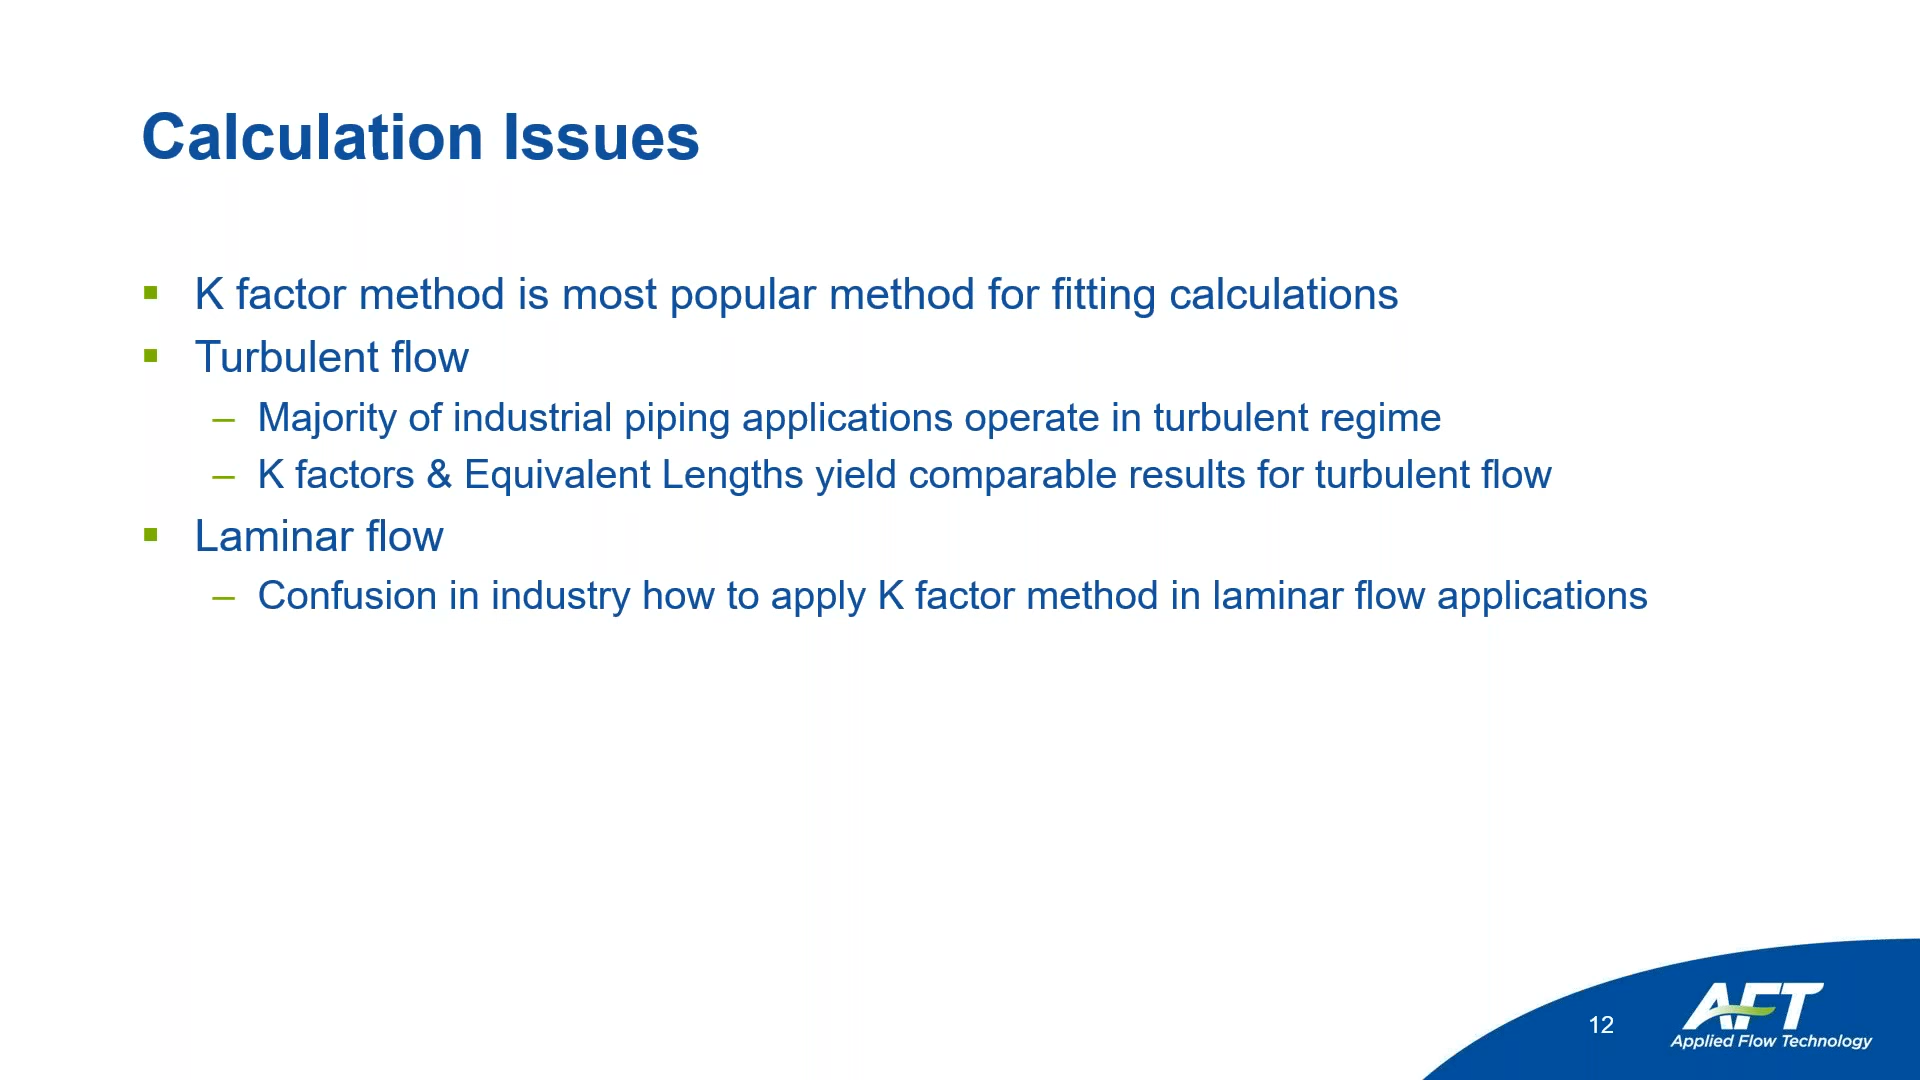 Calculation Issues
K factor method is most popular method for fitting calculations
Turbulent flow
– Majority of industrial piping applications operate in turbulent regime
– K factors & Equivalent Lengths yield comparable results for turbulent flow
Laminar flow
– Confusion in industry how to apply K factor method in laminar flow applications
12
AFT
Applied Flow Technology